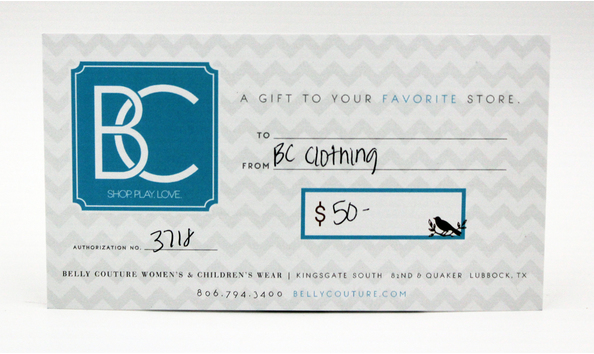 BC
SHOP. PLAY. LOVE.
A GIFT TO YOUR FAVORITE STORE.
TO
FROM BC Clothing
$ 50-
AUTHORIZATION NO. 3718
BELLY COUTURE WOMEN'S & CHILDREN'S WEAR | KINGSGATE SOUTH 82ND & QUAKER LUBBOCK, TX
806.794.3400 BELLYCOUTURE.COM